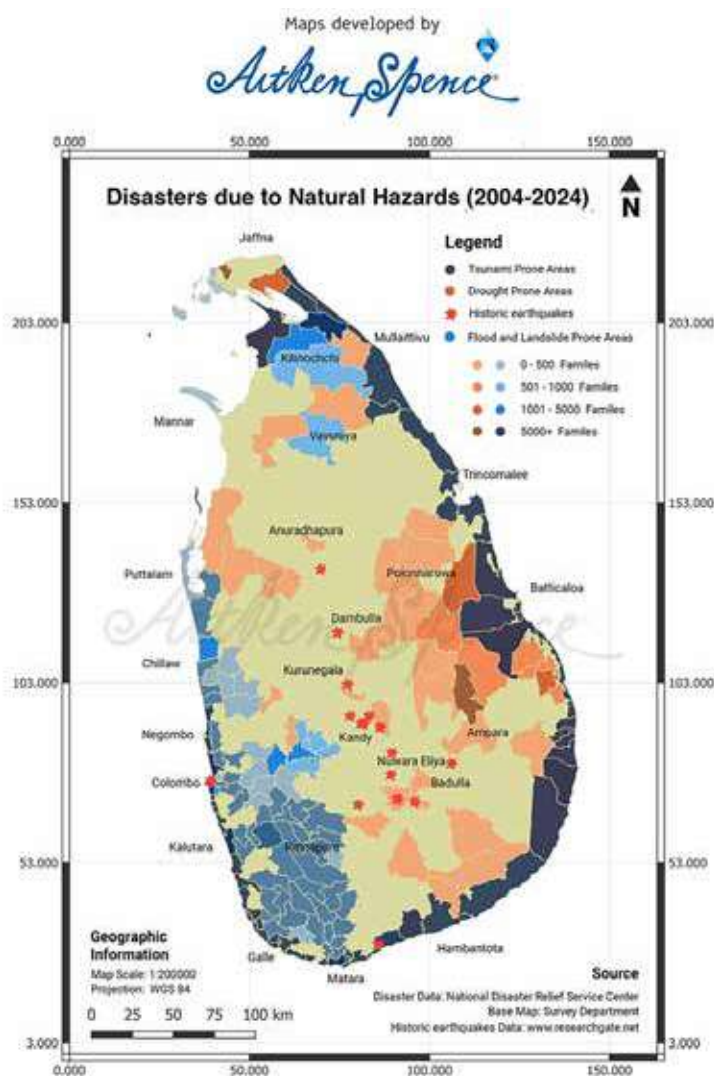 Maps developed by
Aitken Spence
0.000 50.000 100.000 150.000
Disasters due to Natural Hazards (2004-2024)
N
Jaffna
Legend
Tsunami Prone Areas
Drought Prone Areas
Historic earthquakes
Flood and Landslide Prone Areas
0 - 500 Familes
501 - 1000 Familes
1001 - 5000 Familes
5000+ Familes
203.000 203.000
Mullaittivu
Kilinochchi
Mannar
Vavuniya
Trincomalee
153.000 153.000
Anuradhapura
Puttalam
Polonnaruwa
Batticaloa
Dambulla
Aitken Spence
Chillaw
Kurunegala
103.000 103.000
Negombo
Kandy
Ampara
Nuwara Eliya
Colombo
Badulla
Kalutara
53.000 53.000
Galle
Matara
Hambantota
Geographic
Information
Map Scale: 1:200000
Projection: WGS 84
0 25 50 75 100 km
Source
Disaster Data: National Disaster Relief Service Center
Base Map: Survey Department
Historic earthquakes Data: www.researchgate.net
3.000 3.000
0.000 50.000 100.000 150.000